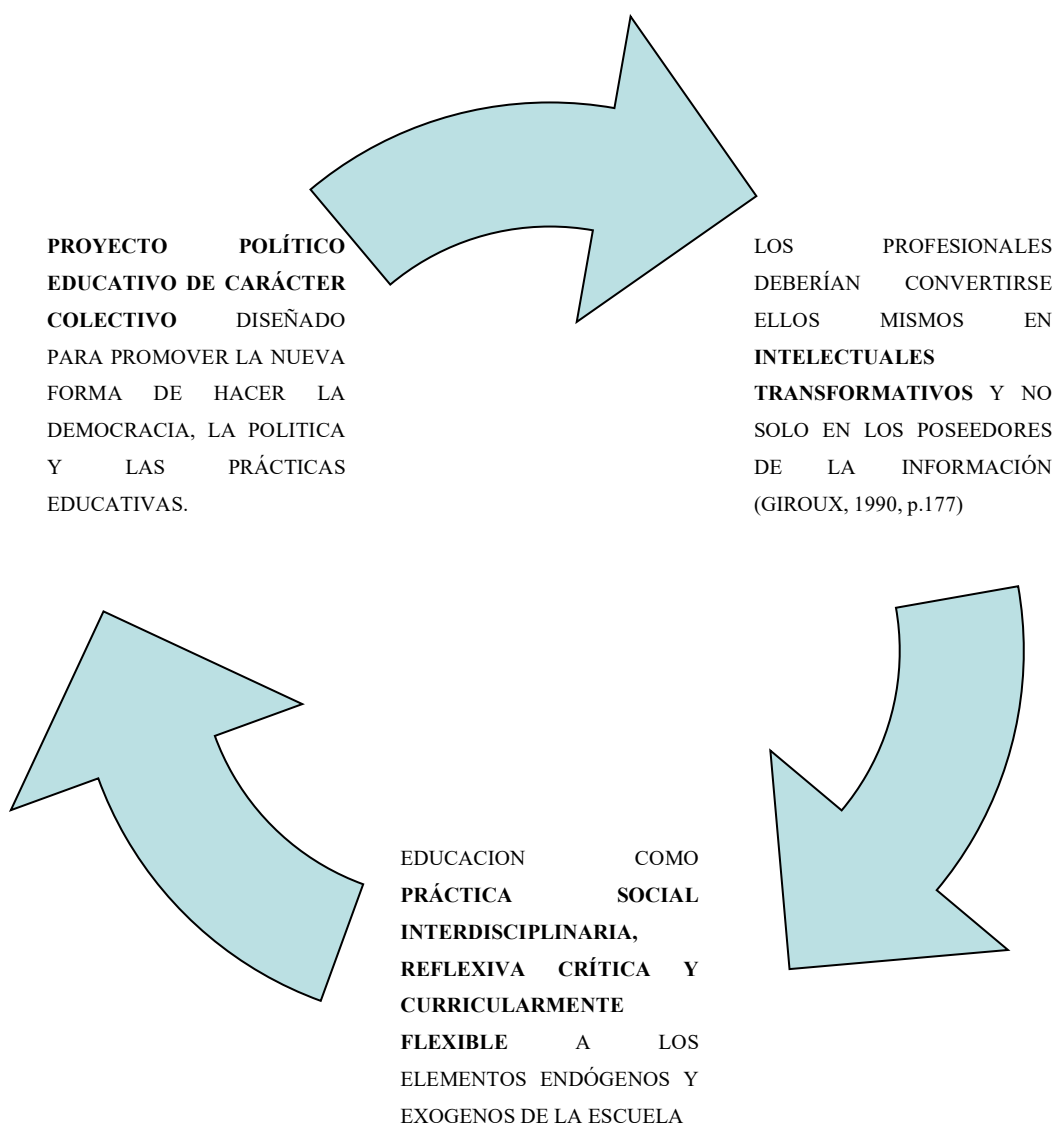 PROYECTO POLÍTICO
EDUCATIVO DE CARÁCTER
COLECTIVO DISEÑADO
PARA PROMOVER LA NUEVA
FORMA DE HACER LA
DEMOCRACIA, LA POLITICA
Y LAS PRÁCTICAS
EDUCATIVAS.
LOS PROFESIONALES
DEBERÍAN CONVERTIRSE
ELLOS MISMOS EN
INTELECTUALES
TRANSFORMATIVOS Y NO
SOLO EN LOS POSEEDORES
DE LA INFORMACIÓN
(GIROUX, 1990, p.177)
EDUCACION COMO
PRÁCTICA SOCIAL
INTERDISCIPLINARIA,
REFLEXIVA CRÍTICA Y
CURRICULARMENTE
FLEXIBLE A LOS
ELEMENTOS ENDÓGENOS Y
EXOGENOS DE LA ESCUELA